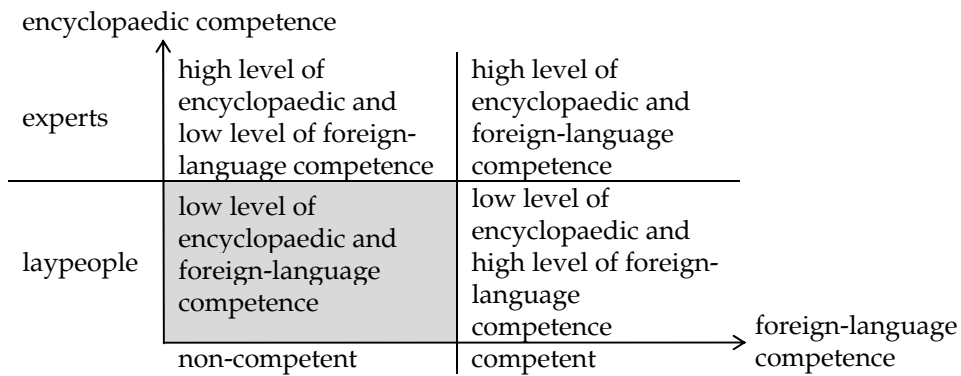 encyclopaedic competence
experts
high level of
encyclopaedic and
low level of foreign-
language competence
high level of
encyclopaedic and
foreign-language
competence
laypeople
low level of
encyclopaedic and
foreign-language
competence
low level of
encyclopaedic and
high level of foreign-
language
competence
non-competent
competent
foreign-language
competence